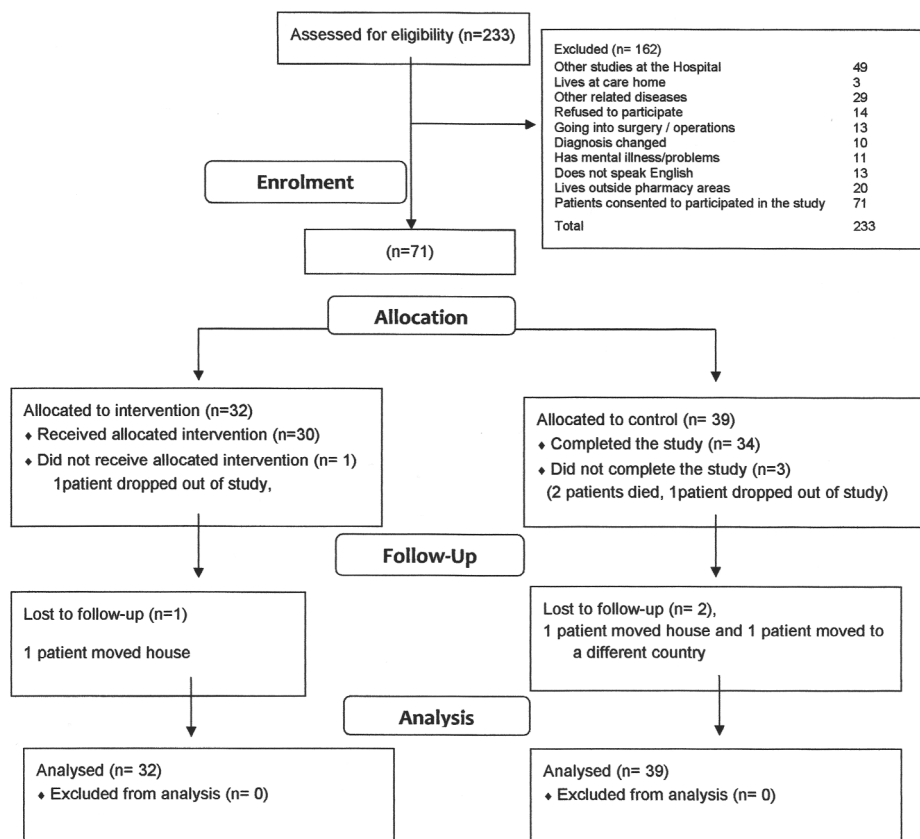 Assessed for eligibility (n=233)
Excluded (n= 162)
Other studies at the Hospital 49
Lives at care home 3
Other related diseases 29
Refused to participate 14
Going into surgery / operations 13
Diagnosis changed 10
Has mental illness/problems 11
Does not speak English 13
Lives outside pharmacy areas 20
Patients consented to participated in the study 71
Total 233
Enrolment
(n=71)
Allocation
Allocated to intervention (n=32)
♦ Received allocated intervention (n=30)
♦ Did not receive allocated intervention (n= 1)
1patient dropped out of study,
Allocated to control (n= 39)
♦ Completed the study (n= 34)
♦ Did not complete the study (n=3)
(2 patients died, 1patient dropped out of study)
Follow-Up
Lost to follow-up (n=1)
1 patient moved house
Lost to follow-up (n= 2),
1 patient moved house and 1 patient moved to
a different country
Analysis
Analysed (n= 32)
♦ Excluded from analysis (n= 0)
Analysed (n= 39)
♦ Excluded from analysis (n= 0)